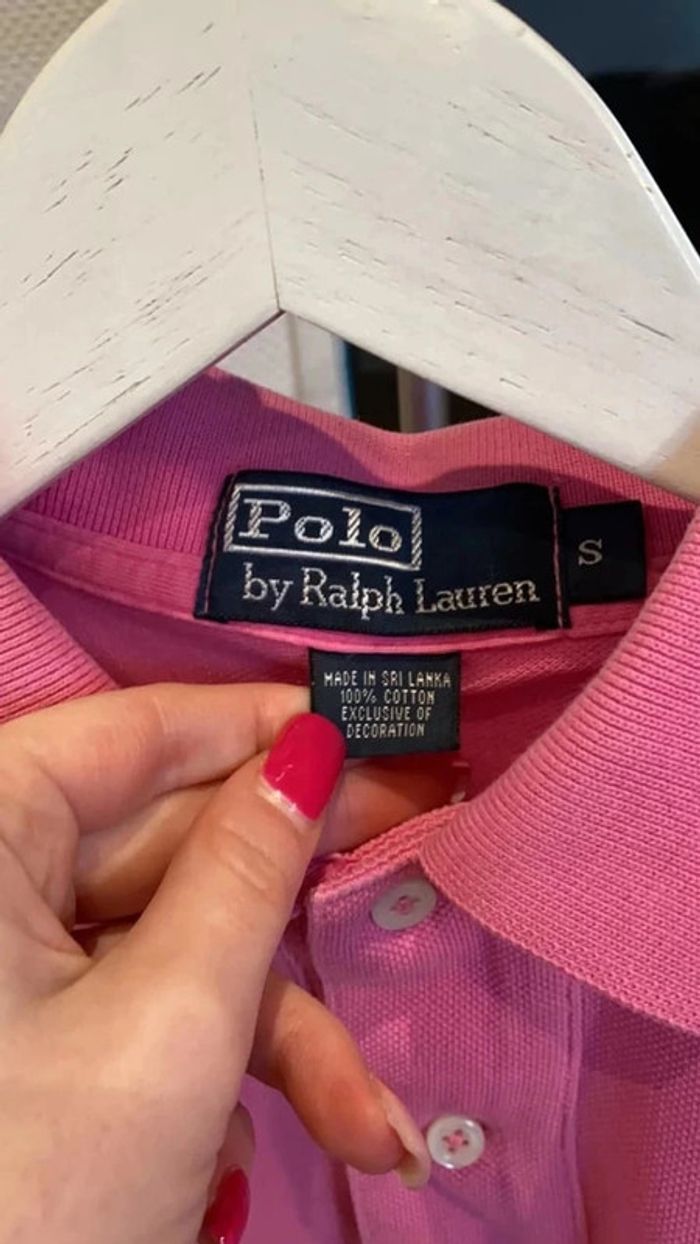 Polo
by Ralph Lauren
S
MADE IN SRI LANKA
100% COTTON
EXCLUSIVE OF
DECORATION